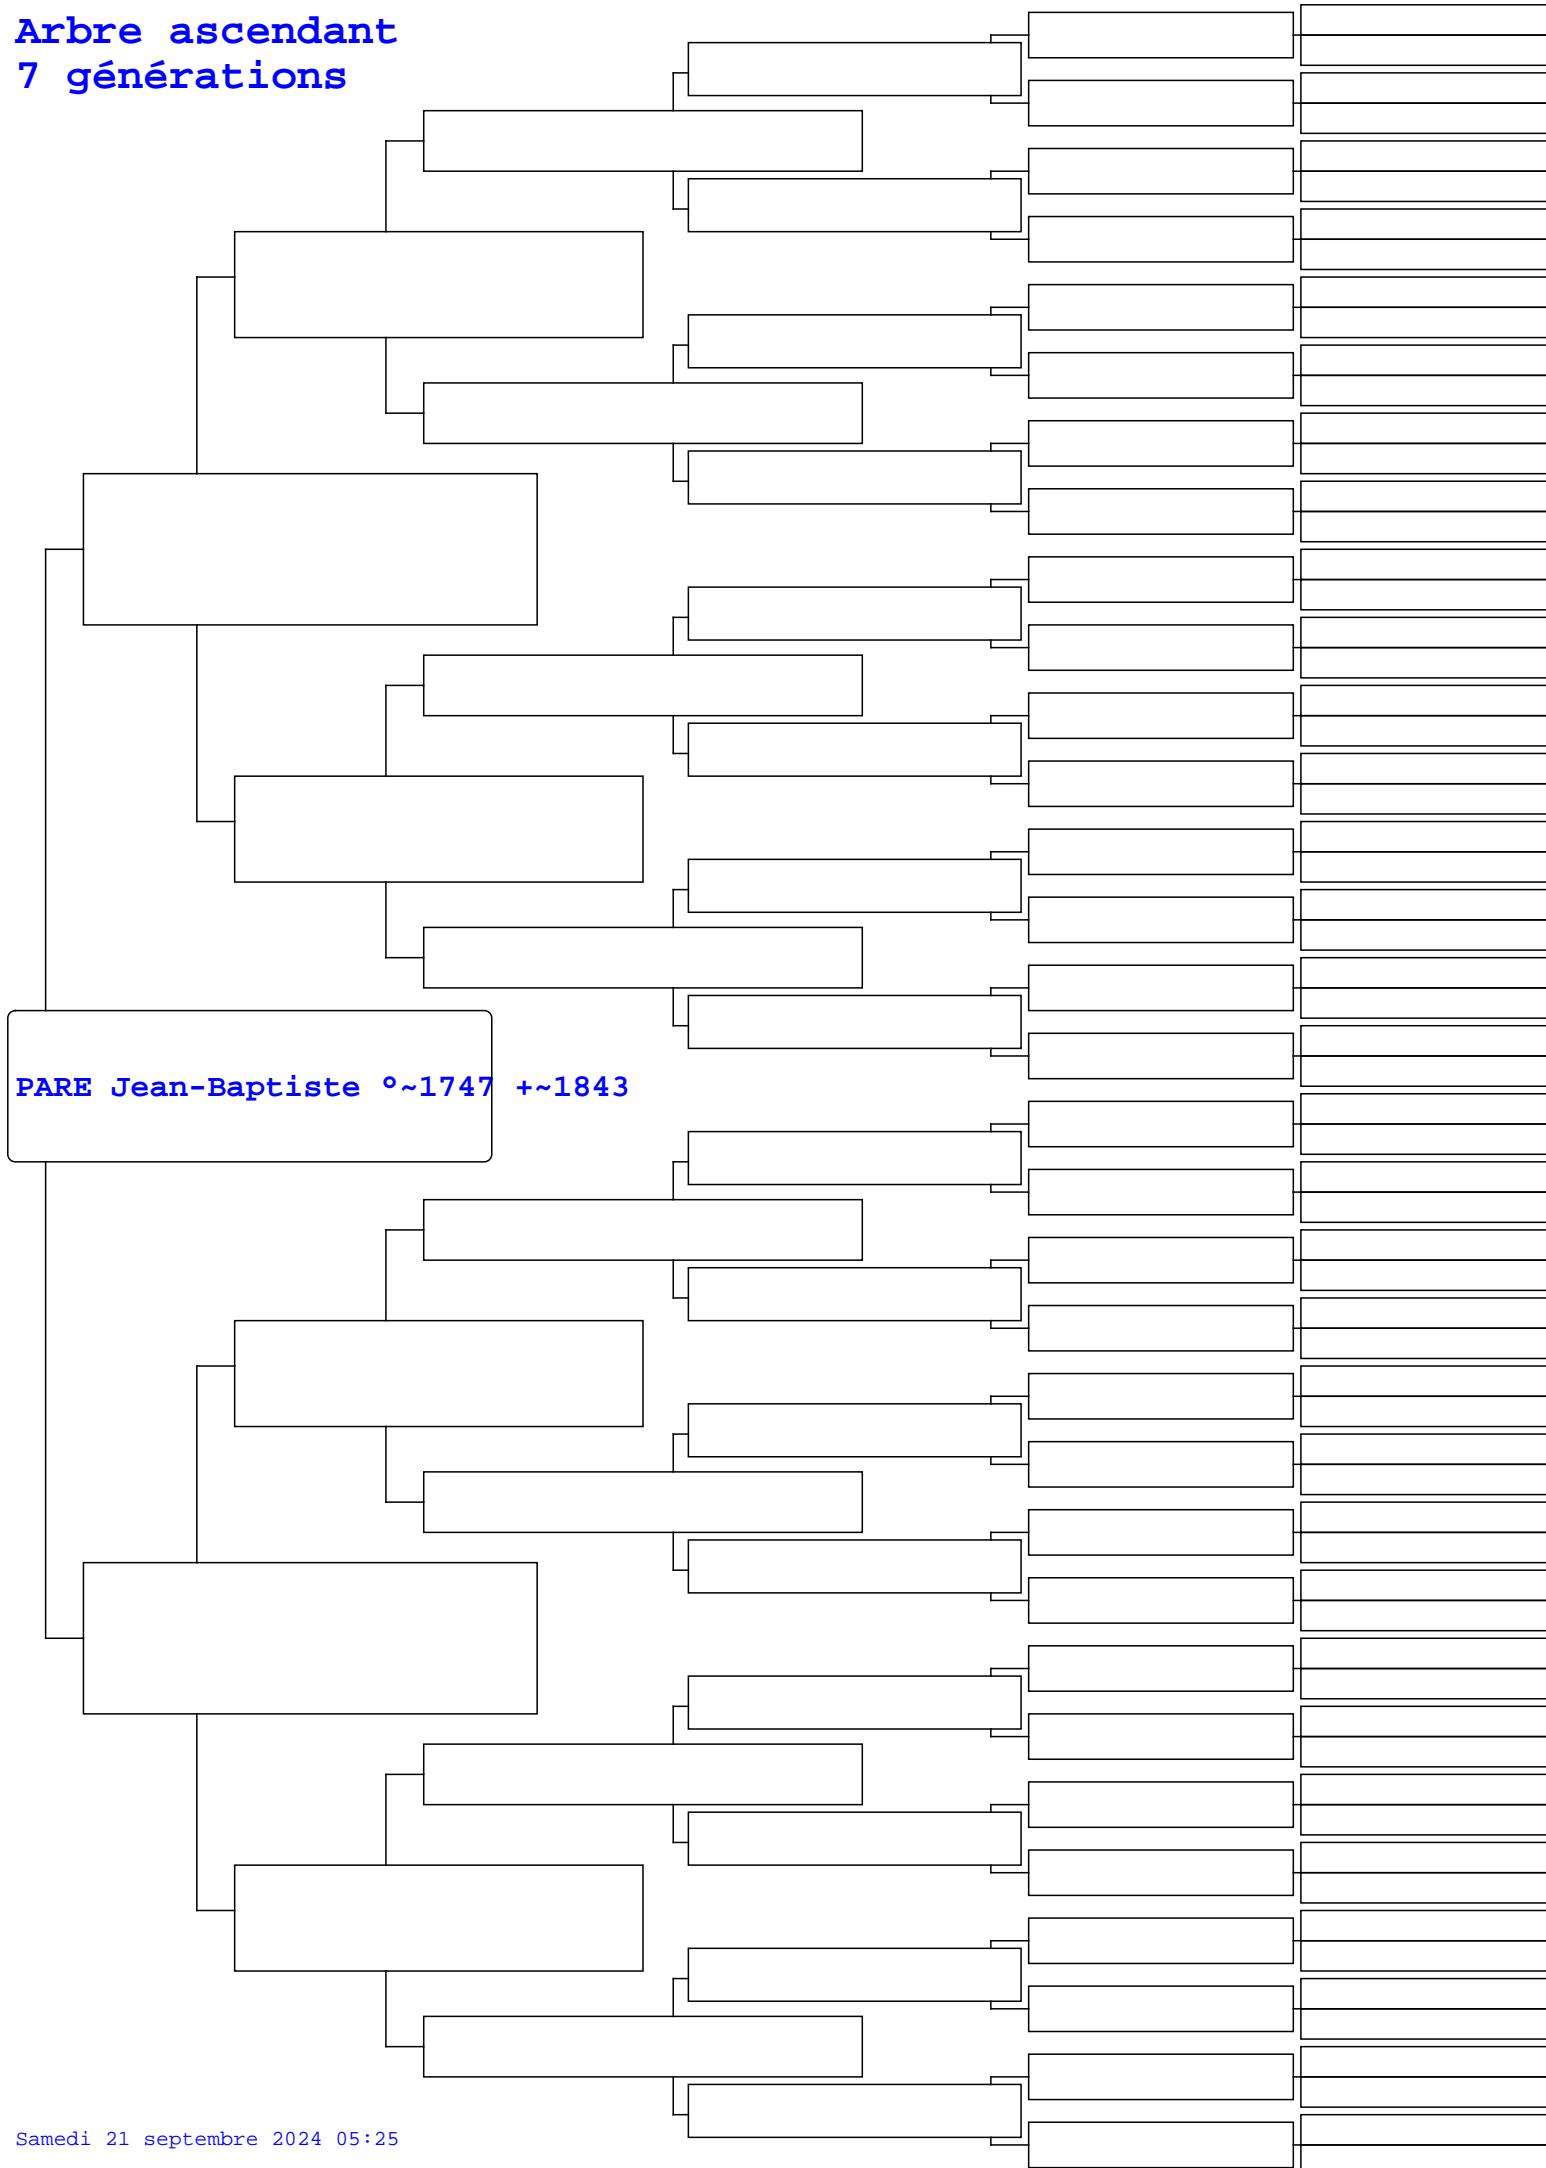 Arbre ascendant
7 générations
PARE Jean-Baptiste °~1747 +~1843
Samedi 21 septembre 2024 05:25